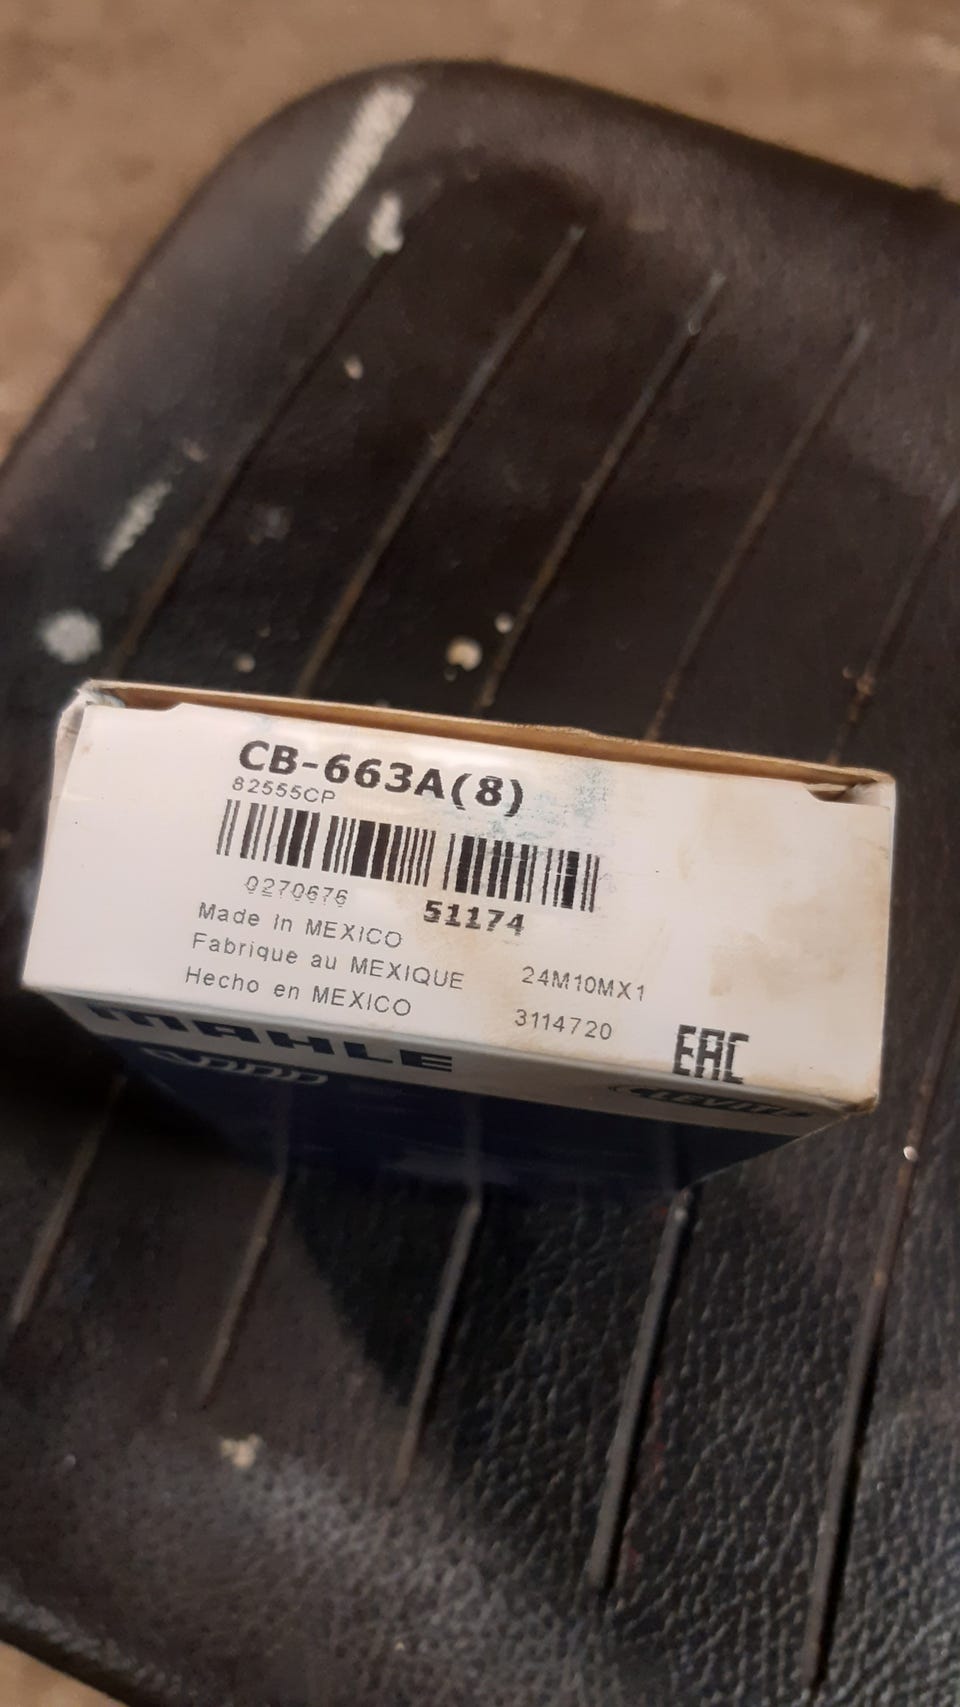 CB-663A(8)
82555CP
0270676
51174
Made in MEXICO
Fabrique au MEXIQUE
24M10MX1
Hecho en MEXICO
3114720
EAC
MAHLE
CLEVITE